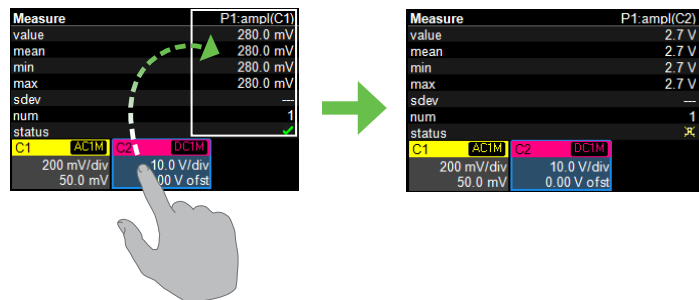 Measure P1:ampl(C1)
value 280.0 mV
mean 280.0 mV
min 280.0 mV
max 280.0 mV
sdev ---
num 1
status
C1 AC1M C2 DC1M
200 mV/div 10.0 V/div
50.0 mV .00 V ofst
Measure P1:ampl(C2)
value 2.7 V
mean 2.7 V
min 2.7 V
max 2.7 V
sdev ---
num 1
status
C1 AC1M C2 DC1M
200 mV/div 10.0 V/div
50.0 mV 0.00 V ofst